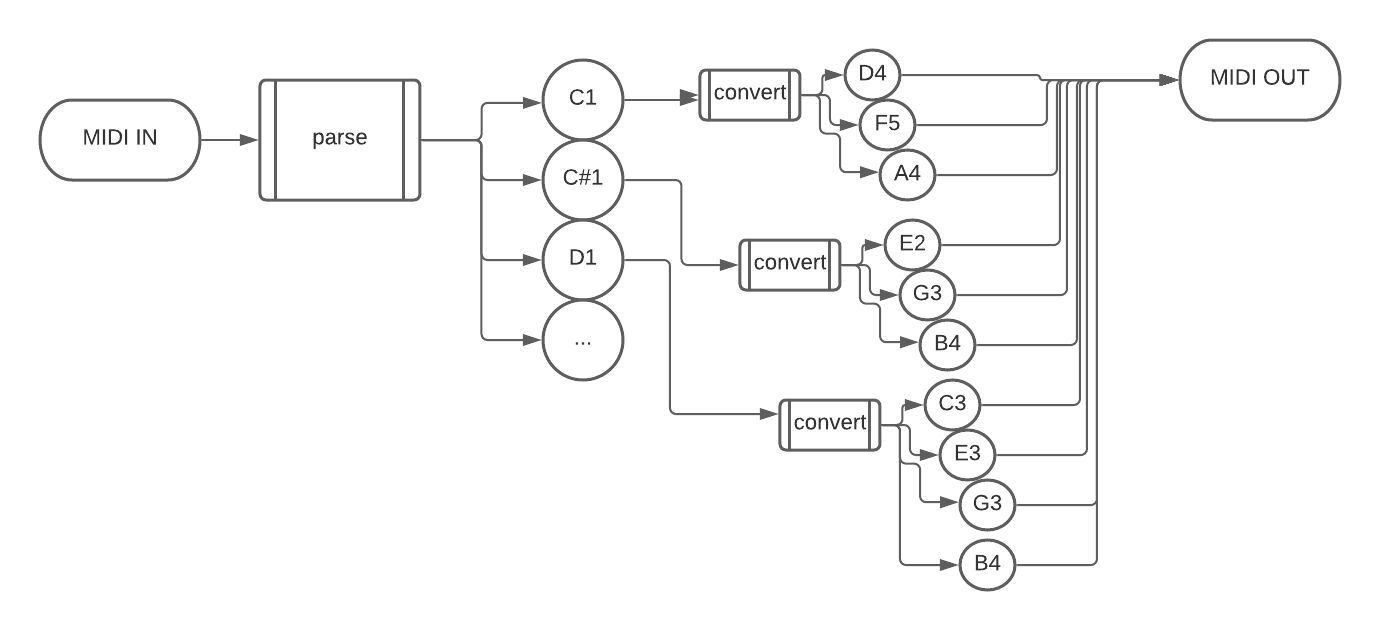 MIDI IN
parse
C1
C#1
D1
...
convert
D4
F5
A4
convert
E2
G3
B4
convert
C3
E3
G3
B4
MIDI OUT